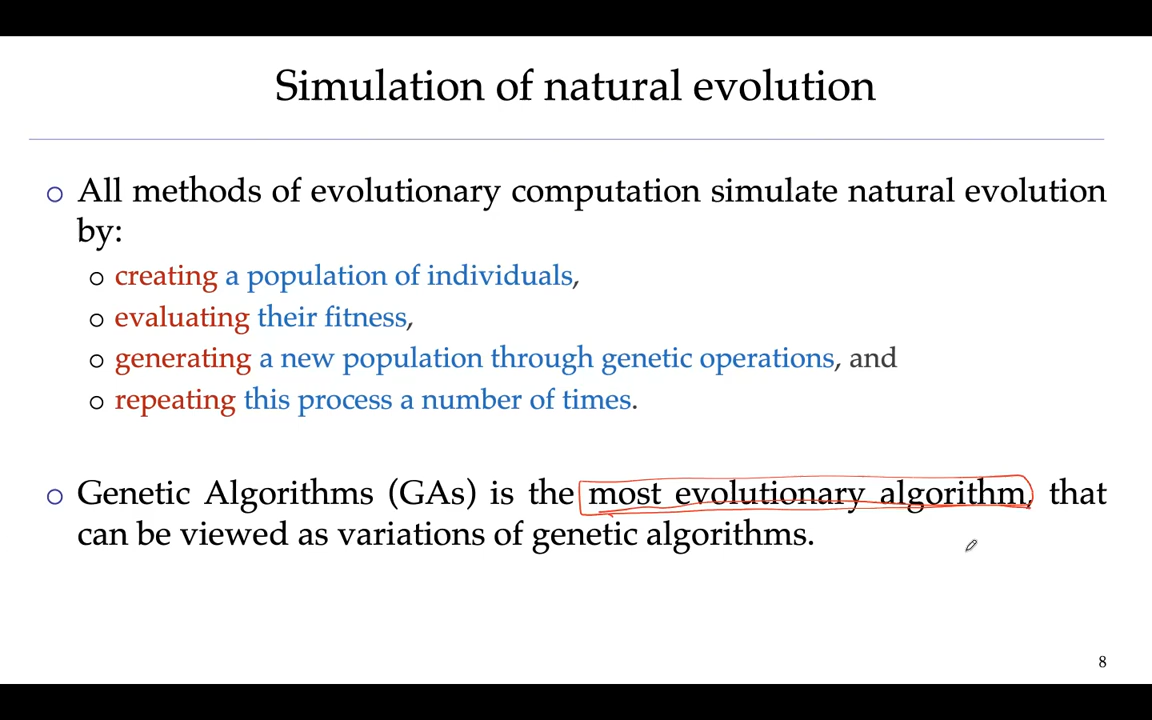 Simulation of natural evolution
All methods of evolutionary computation simulate natural evolution
by:
creating a population of individuals,
evaluating their fitness,
generating a new population through genetic operations, and
repeating this process a number of times.
Genetic Algorithms (GAs) is the most evolutionary algorithm, that
can be viewed as variations of genetic algorithms.
8